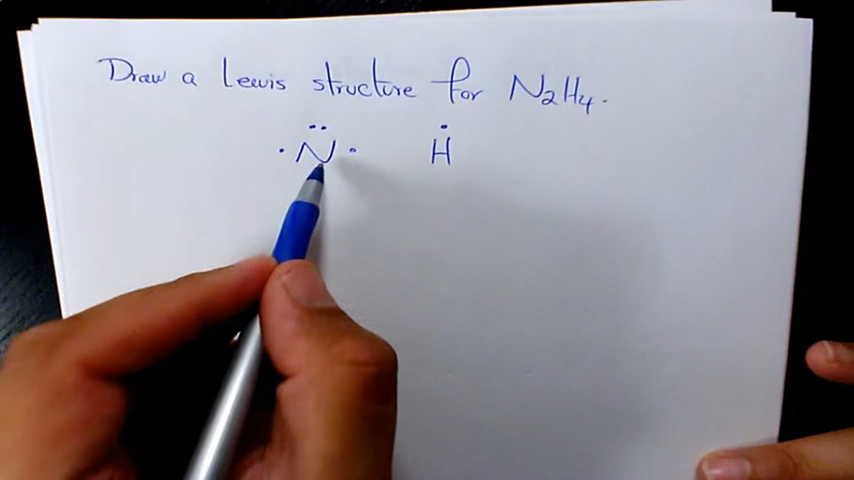 Draw a Lewis structure for N₂H₄.
N H